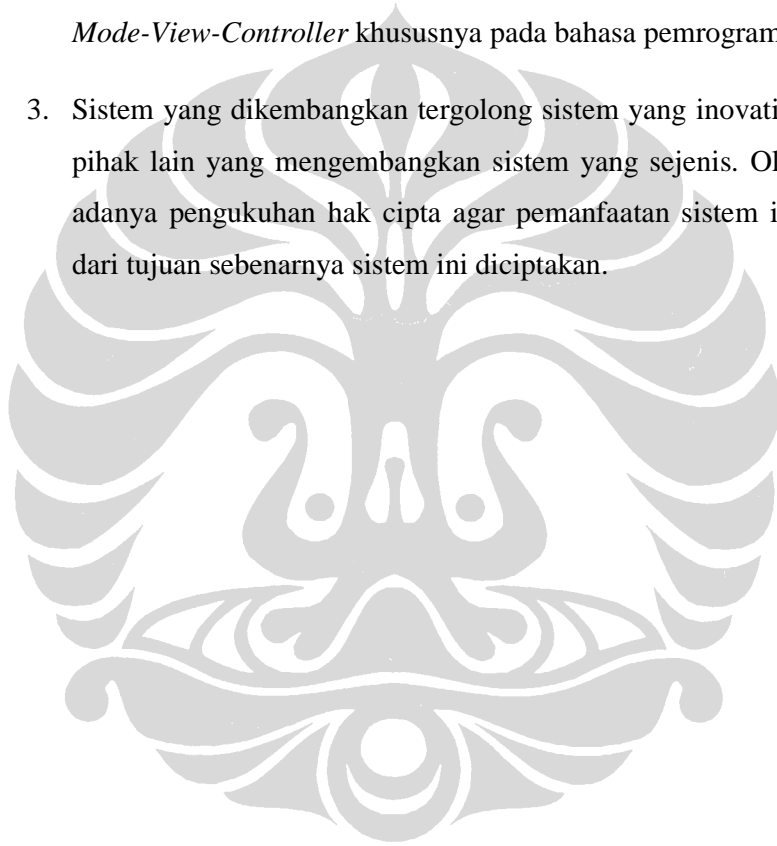 Mode-View-Controller khususnya pada bahasa pemrogram
3. Sistem yang dikembangkan tergolong sistem yang inovati
pihak lain yang mengembangkan sistem yang sejenis. Ol
adanya pengukuhan hak cipta agar pemanfaatan sistem i
dari tujuan sebenarnya sistem ini diciptakan.